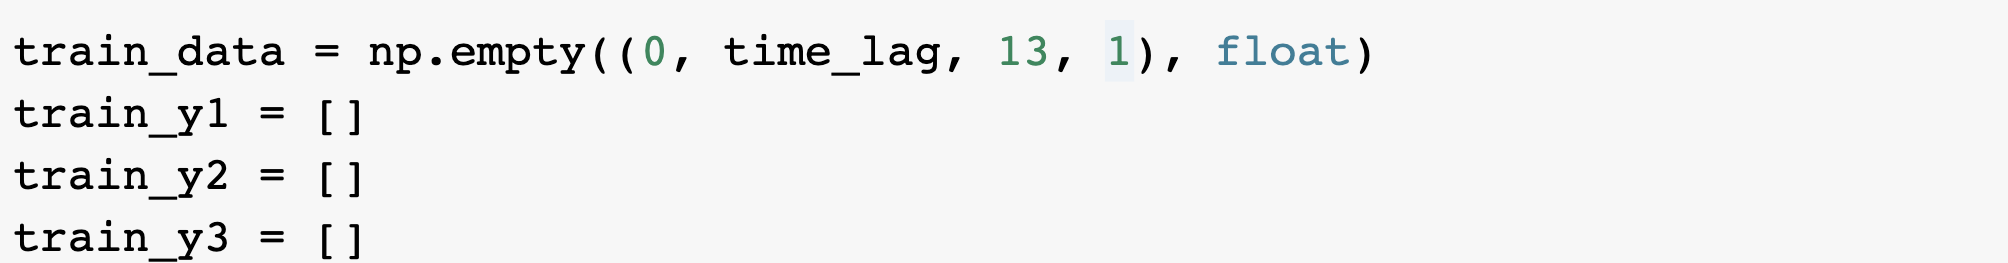 train_data = np.empty((0, time_lag, 13, 1), float)
train_y1 = []
train_y2 = []
train_y3 = []